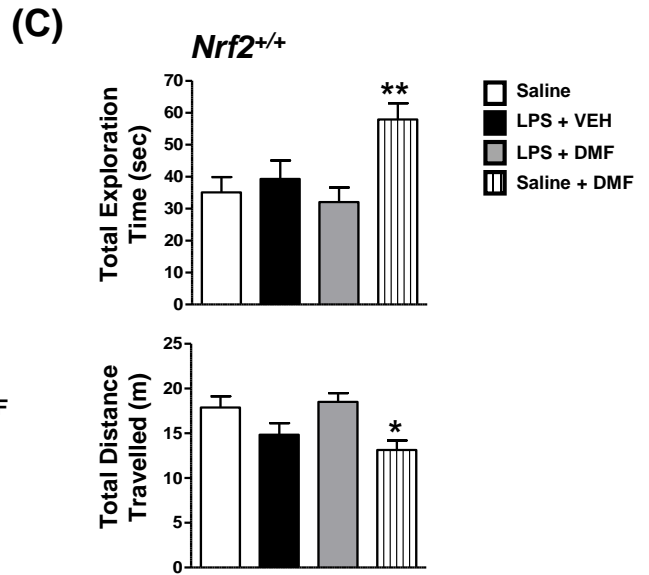 (C)
Nrf2+/+
Total Exploration
Time (sec)
70
60
50
40
30
20
10
0
**
Saline
LPS + VEH
LPS + DMF
Saline + DMF
Total Distance
Travelled (m)
25
20
15
10
5
0
*